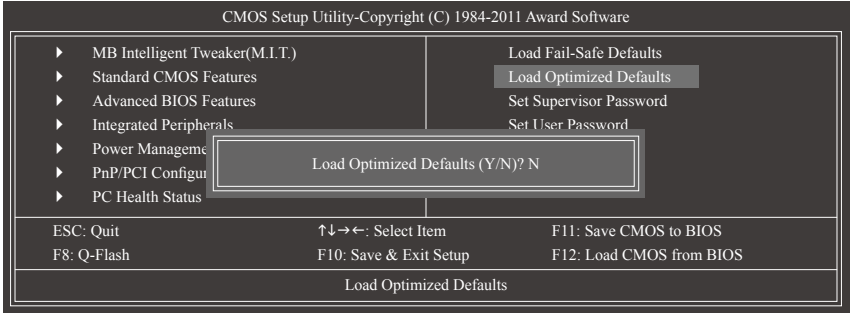 CMOS Setup Utility-Copyright (C) 1984-2011 Award Software
MB Intelligent Tweaker(M.I.T.)
Standard CMOS Features
Advanced BIOS Features
Integrated Peripherals
Power
PnP/PCI
PC Health Status
Load Fail-Safe Defaults
Load Optimized Defaults
Set Supervisor Password
Set User Password
Load Optimized Defaults (Y/N)? N
ESC: Quit ↑↓→←: Select Item F11: Save CMOS to BIOS
F8: Q-Flash F10: Save & Exit Setup F12: Load CMOS from BIOS
Load Optimized Defaults